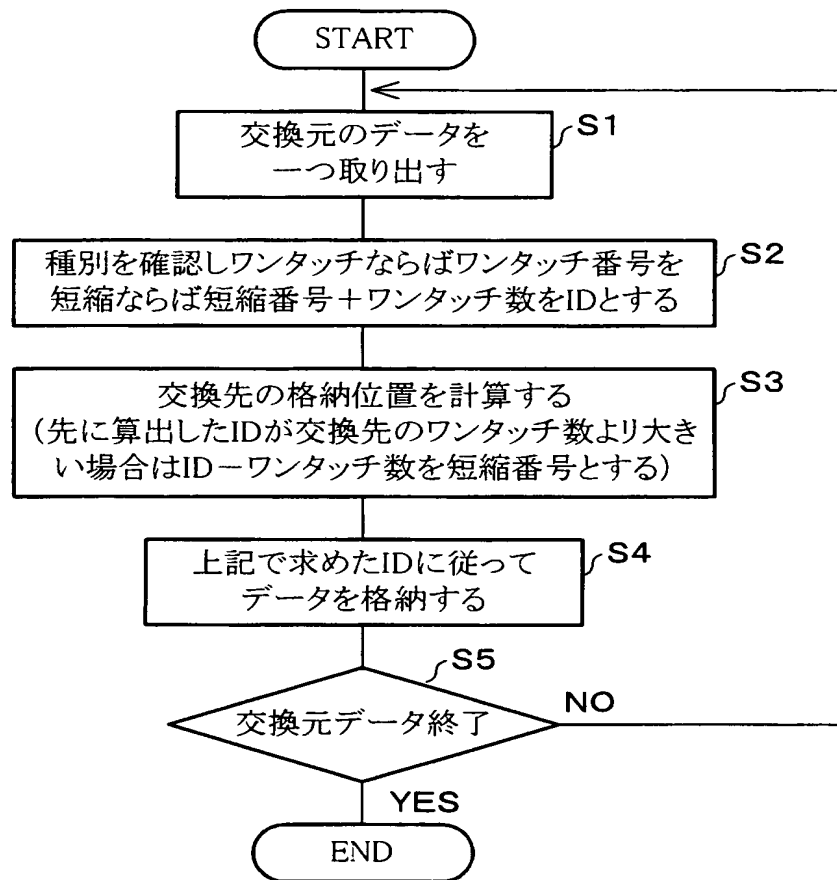 START
交換元のデータを
一つ取り出す
S1
種別を確認しワンタッチならばワンタッチ番号を
短縮ならば短縮番号＋ワンタッチ数をIDとする
S2
交換先の格納位置を計算する
（先に算出したIDが交換先のワンタッチ数より大き
い場合はID－ワンタッチ数を短縮番号とする）
S3
上記で求めたIDに従って
データを格納する
S4
S5
交換元データ終了
NO
YES
END